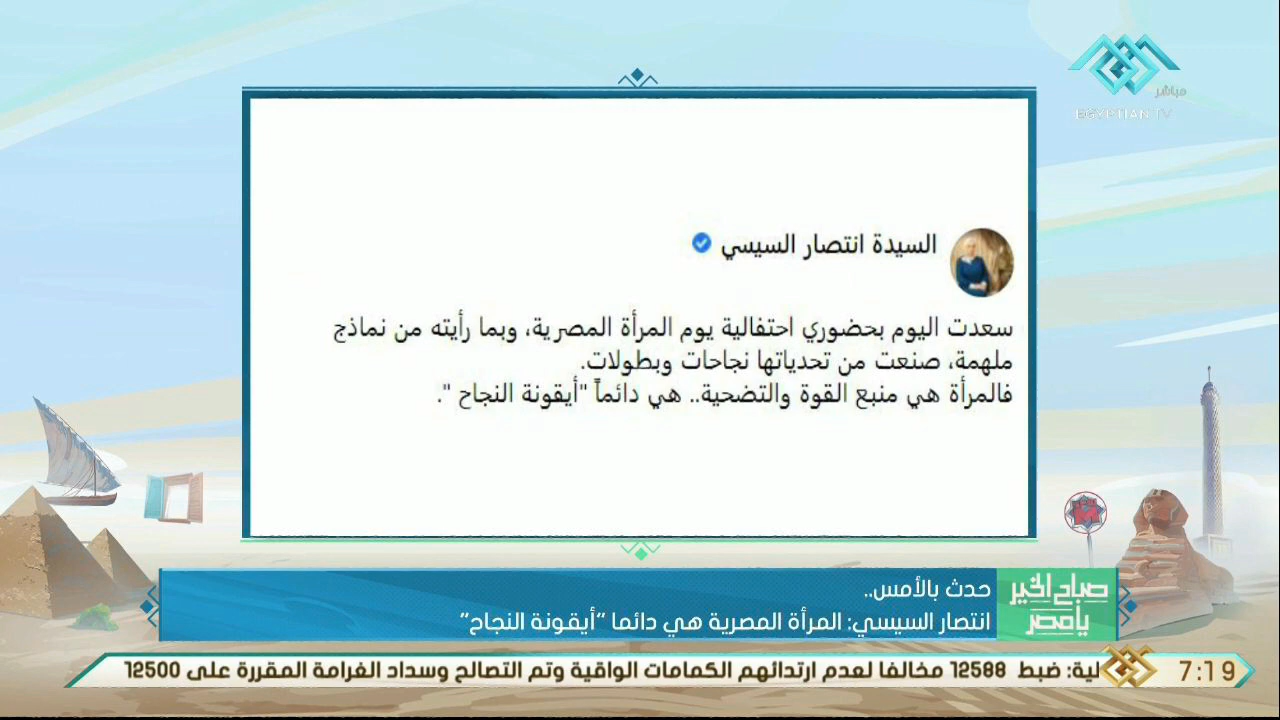 مباشر
EGYPTIAN TV
السيدة انتصار السيسي
سعدت اليوم بحضوري احتفالية يوم المرأة المصرية، وبما رأيته من نماذج
ملهمة، صنعت من تحدياتها نجاحات وبطولات.
فالمرأة هي منبع القوة والتضحية.. هي دائماً "أيقونة النجاح ".
صباح الخير
يا مصر
حدث بالأمس..
انتصار السيسي: المرأة المصرية هي دائما “أيقونة النجاح”
لية: ضبط 12588 مخالفا لعدم ارتدائهم الكمامات الواقية وتم التصالح وسداد الغرامة المقررة على 12500
7:19